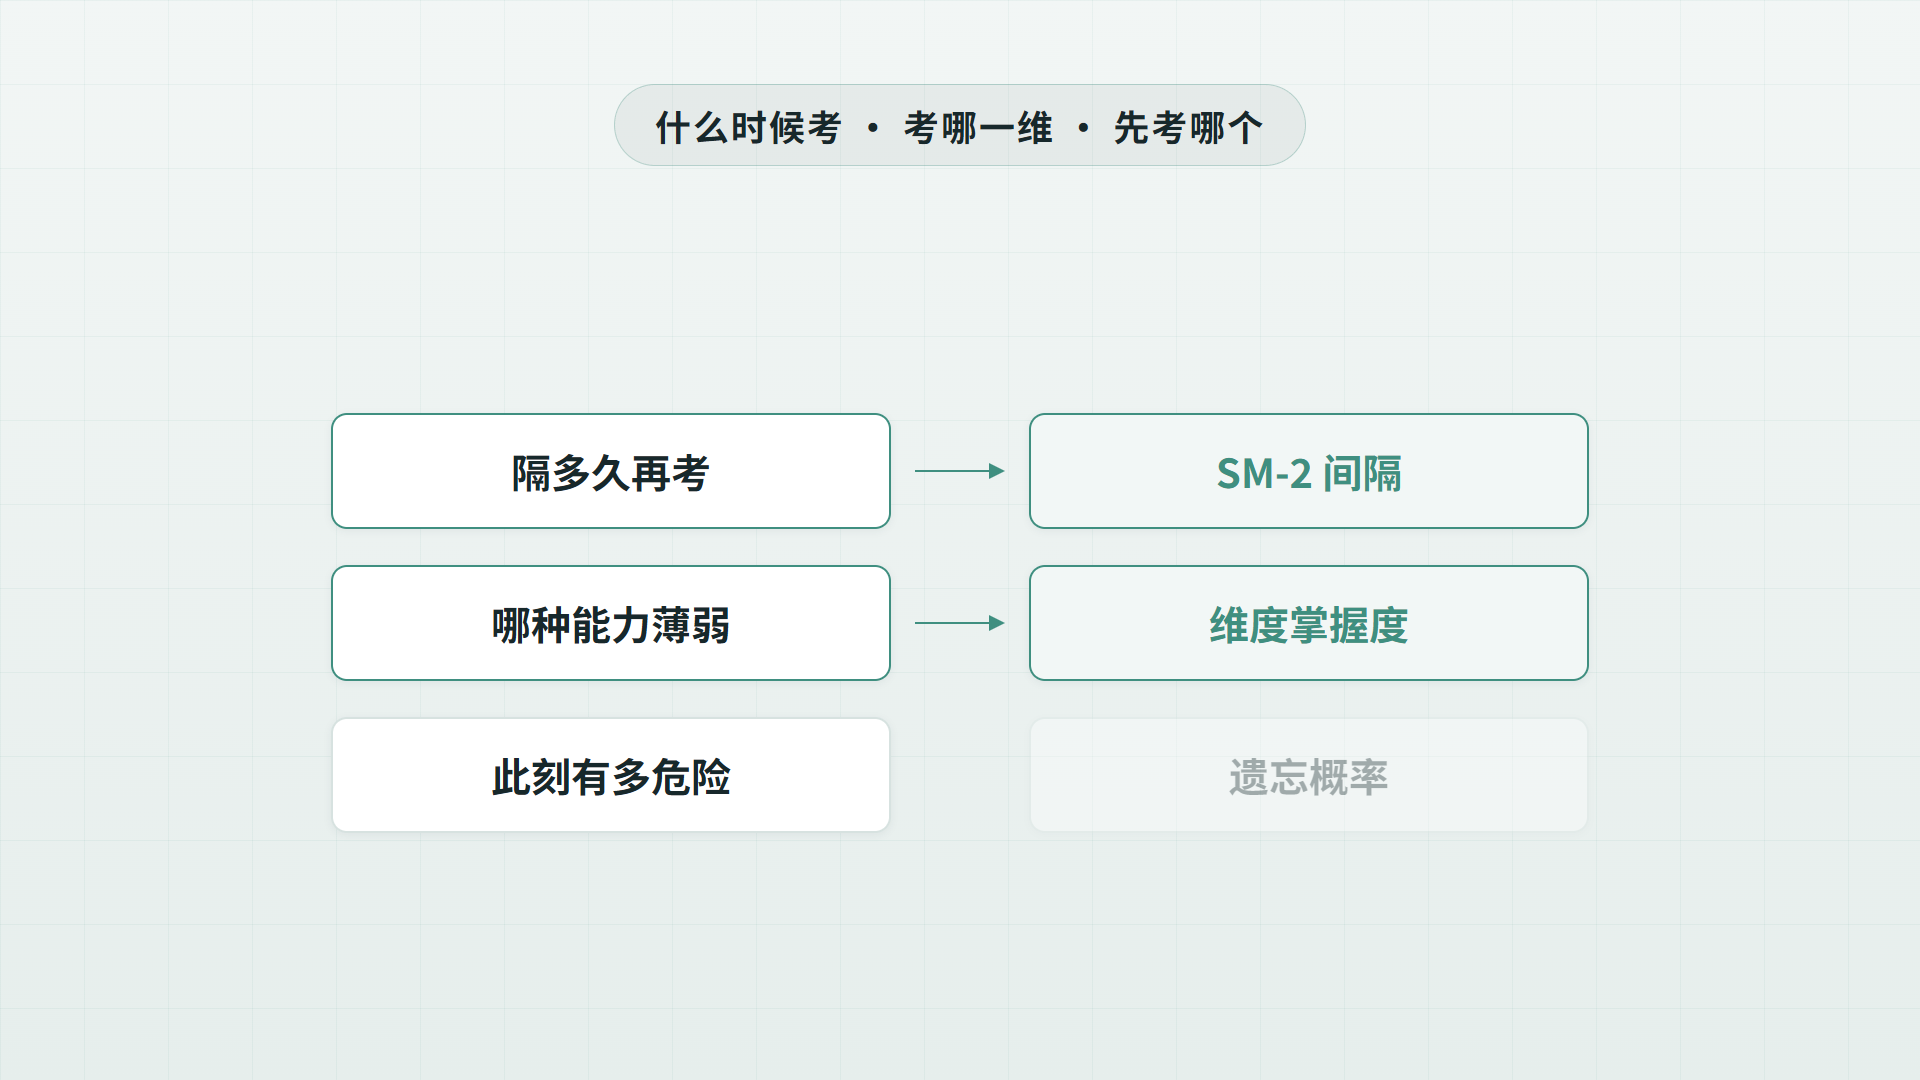 什么时候考 · 考哪一维 · 先考哪个
隔多久再考
SM-2 间隔
哪种能力薄弱
维度掌握度
此刻有多危险
遗忘概率